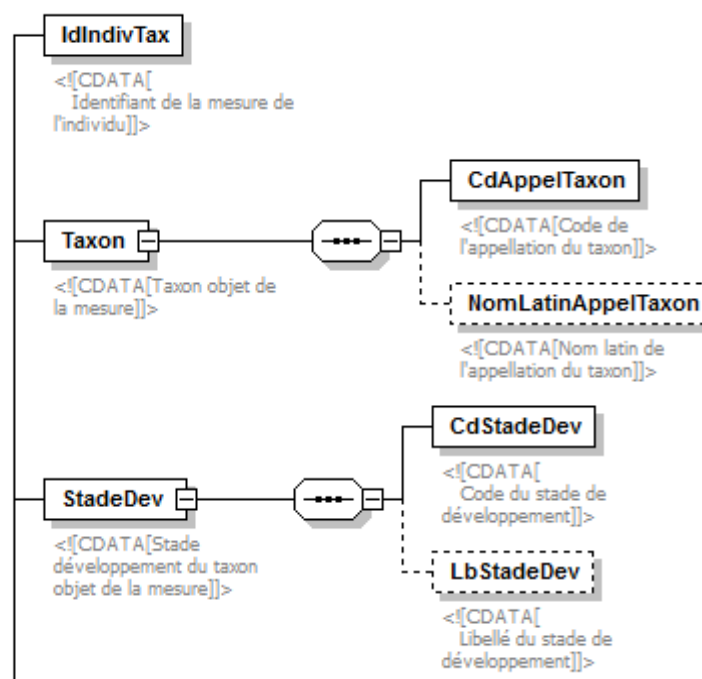 IdIndivTax
<![CDATA[
Identifiant de la mesure de
l'individu]]>
Taxon
<![CDATA[Taxon objet de
la mesure]]>
CdAppelTaxon
<![CDATA[Code de
l'appellation du taxon]]>
NomLatinAppelTaxon
<![CDATA[Nom latin de
l'appellation du taxon]]>
StadeDev
<![CDATA[Stade
développement du taxon
objet de la mesure]]>
CdStadeDev
<![CDATA[
Code du stade de
développement]]>
LbStadeDev
<![CDATA[
Libellé du stade de
développement]]>